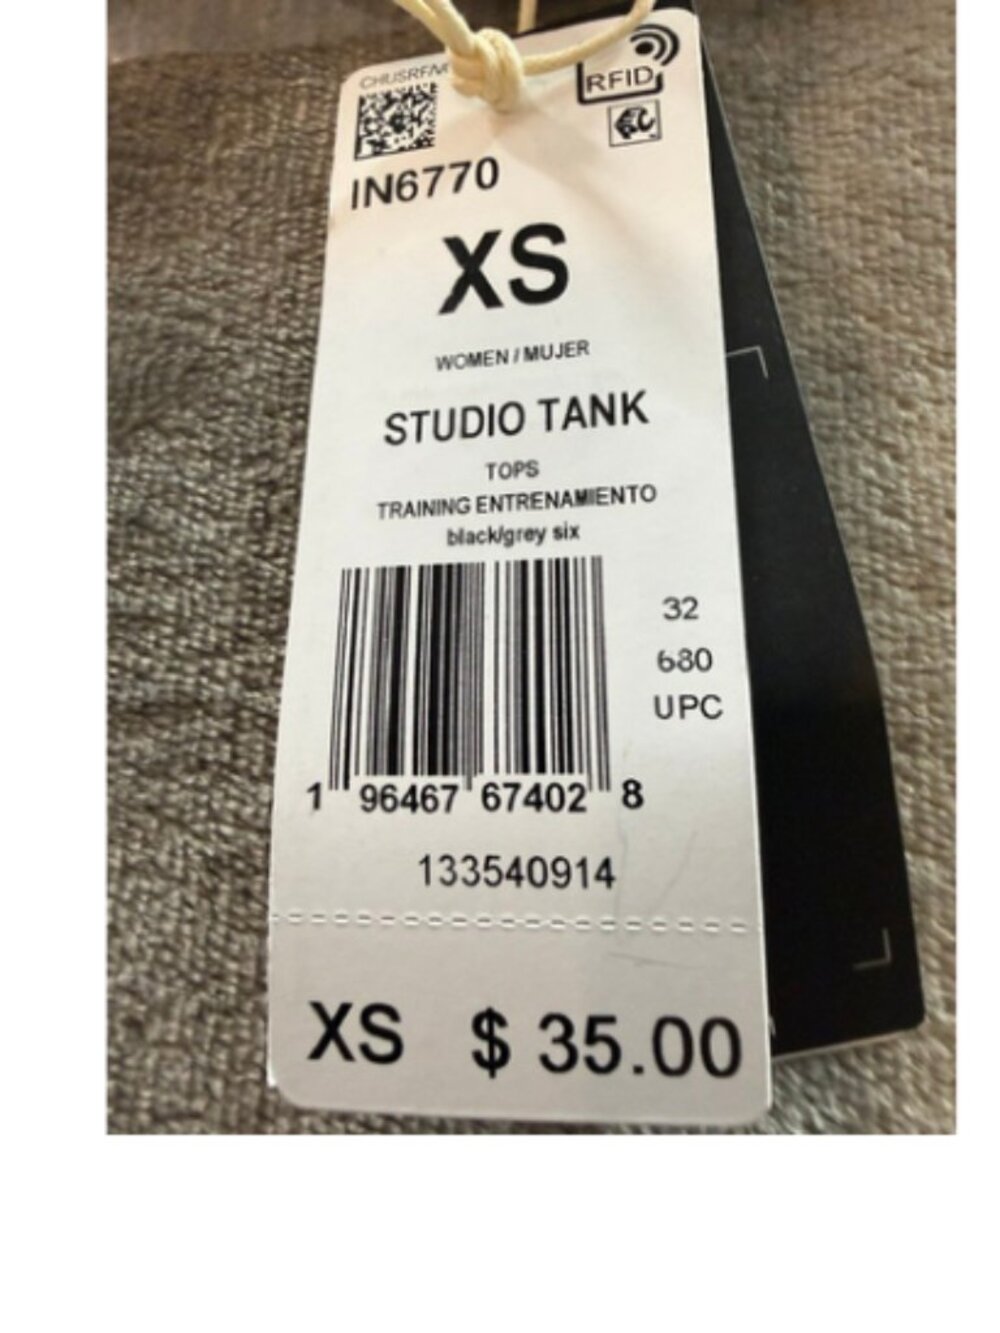 RFID
IN6770
XS
WOMEN / MUJER
STUDIO TANK
TOPS
TRAINING ENTRENAMIENTO
black/grey six
32
680
UPC
1 96467 67402 8
133540914
XS $ 35.00